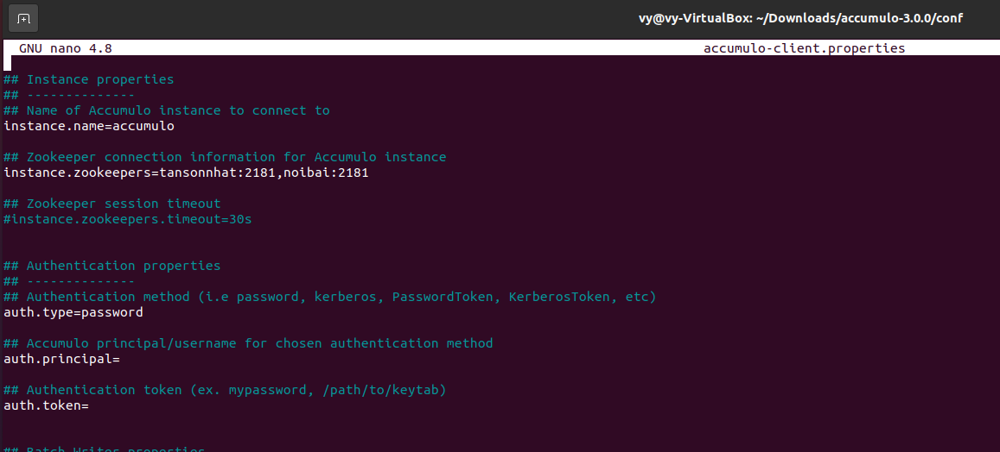 vy@vy-VirtualBox: ~/Downloads/accumulo-3.0.0/conf
GNU nano 4.8 accumulo-client.properties
## Instance properties
## --------------
## Name of Accumulo instance to connect to
instance.name=accumulo
## Zookeeper connection information for Accumulo instance
instance.zookeepers=tansonnhat:2181,noibai:2181
## Zookeeper session timeout
#instance.zookeepers.timeout=30s
## Authentication properties
## --------------
## Authentication method (i.e password, kerberos, PasswordToken, KerberosToken, etc)
auth.type=password
## Accumulo principal/username for chosen authentication method
auth.principal=
## Authentication token (ex. mypassword, /path/to/keytab)
auth.token=
## Batch Writer properties